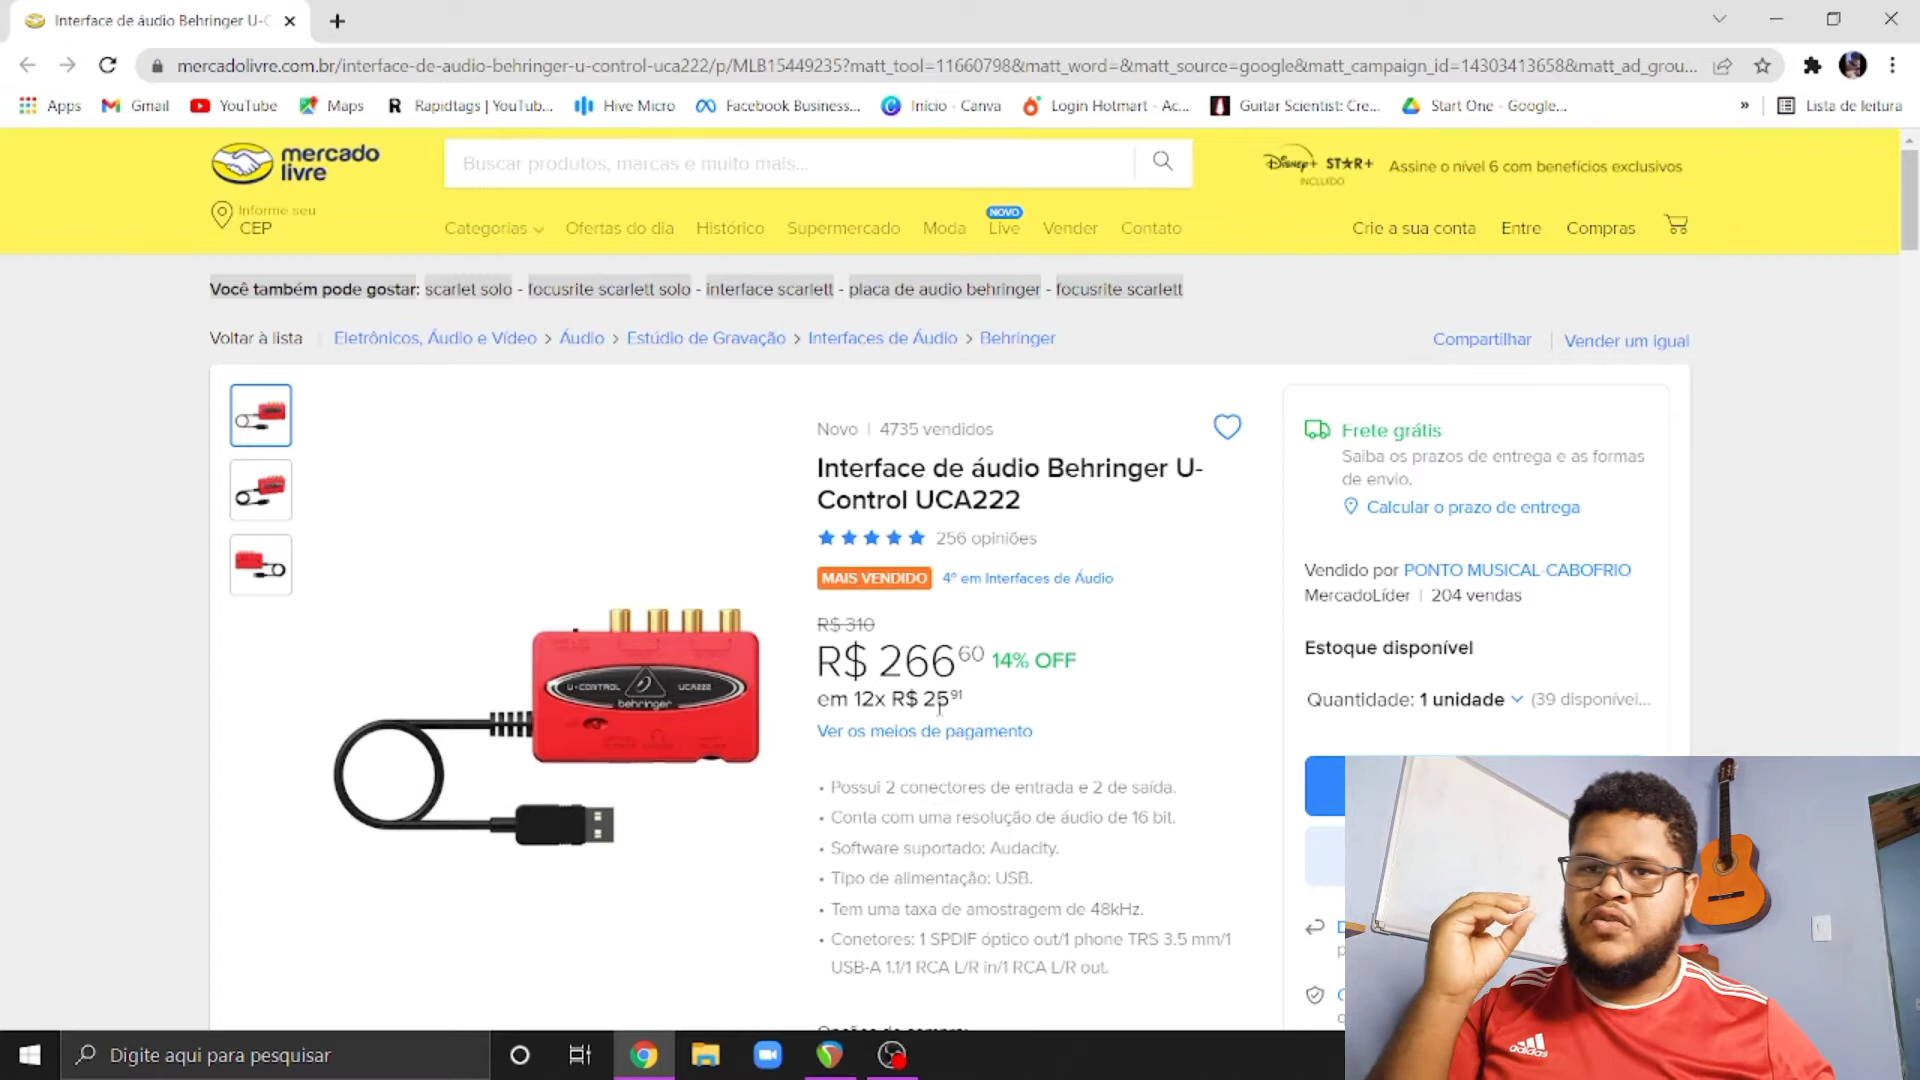 Interface de áudio Behringer U-C
mercadolivre.com.br/interface-de-audio-behringer-u-control-uca222/p/MLB15449235?matt_tool=11660798&matt_word=&matt_source=google&matt_campaign_id=14303413658&matt_ad_grou...
Apps Gmail YouTube Maps Rapidtags | YouTub... Hive Micro Facebook Business... Início - Canva Login Hotmart - Ac... Guitar Scientist: Cre... Start One - Google... » Lista de leitura
mercado
livre
Buscar produtos, marcas e muito mais...
Disney+ STAR+
INCLUÍDO
Assine o nível 6 com benefícios exclusivos
Informe seu
CEP
NOVO
Categorias Ofertas do dia Histórico Supermercado Moda Live Vender Contato Crie a sua conta Entre Compras
Você também pode gostar: scarlet solo - focusrite scarlett solo - interface scarlett - placa de audio behringer - focusrite scarlett
Voltar à lista Eletrônicos, Áudio e Vídeo > Áudio > Estúdio de Gravação > Interfaces de Áudio > Behringer Compartilhar Vender um igual
Novo | 4735 vendidos
Interface de áudio Behringer U-
Control UCA222
256 opiniões
MAIS VENDIDO 4º em Interfaces de Áudio
R$ 310
R$ 266 60 14% OFF
em 12x R$ 25 91
Ver os meios de pagamento
• Possui 2 conectores de entrada e 2 de saída.
• Conta com uma resolução de áudio de 16 bit.
• Software suportado: Audacity.
• Tipo de alimentação: USB.
• Tem uma taxa de amostragem de 48kHz.
• Conetores: 1 SPDIF óptico out/1 phone TRS 3.5 mm/1
USB-A 1.1/1 RCA L/R in/1 RCA L/R out.
U-CONTROL UCA222
behringer
Frete grátis
Saiba os prazos de entrega e as formas
de envio.
Calcular o prazo de entrega
Vendido por PONTO MUSICAL-CABOFRIO
MercadoLíder | 204 vendas
Estoque disponível
Quantidade: 1 unidade (39 disponívei...
adidas
Digite aqui para pesquisar